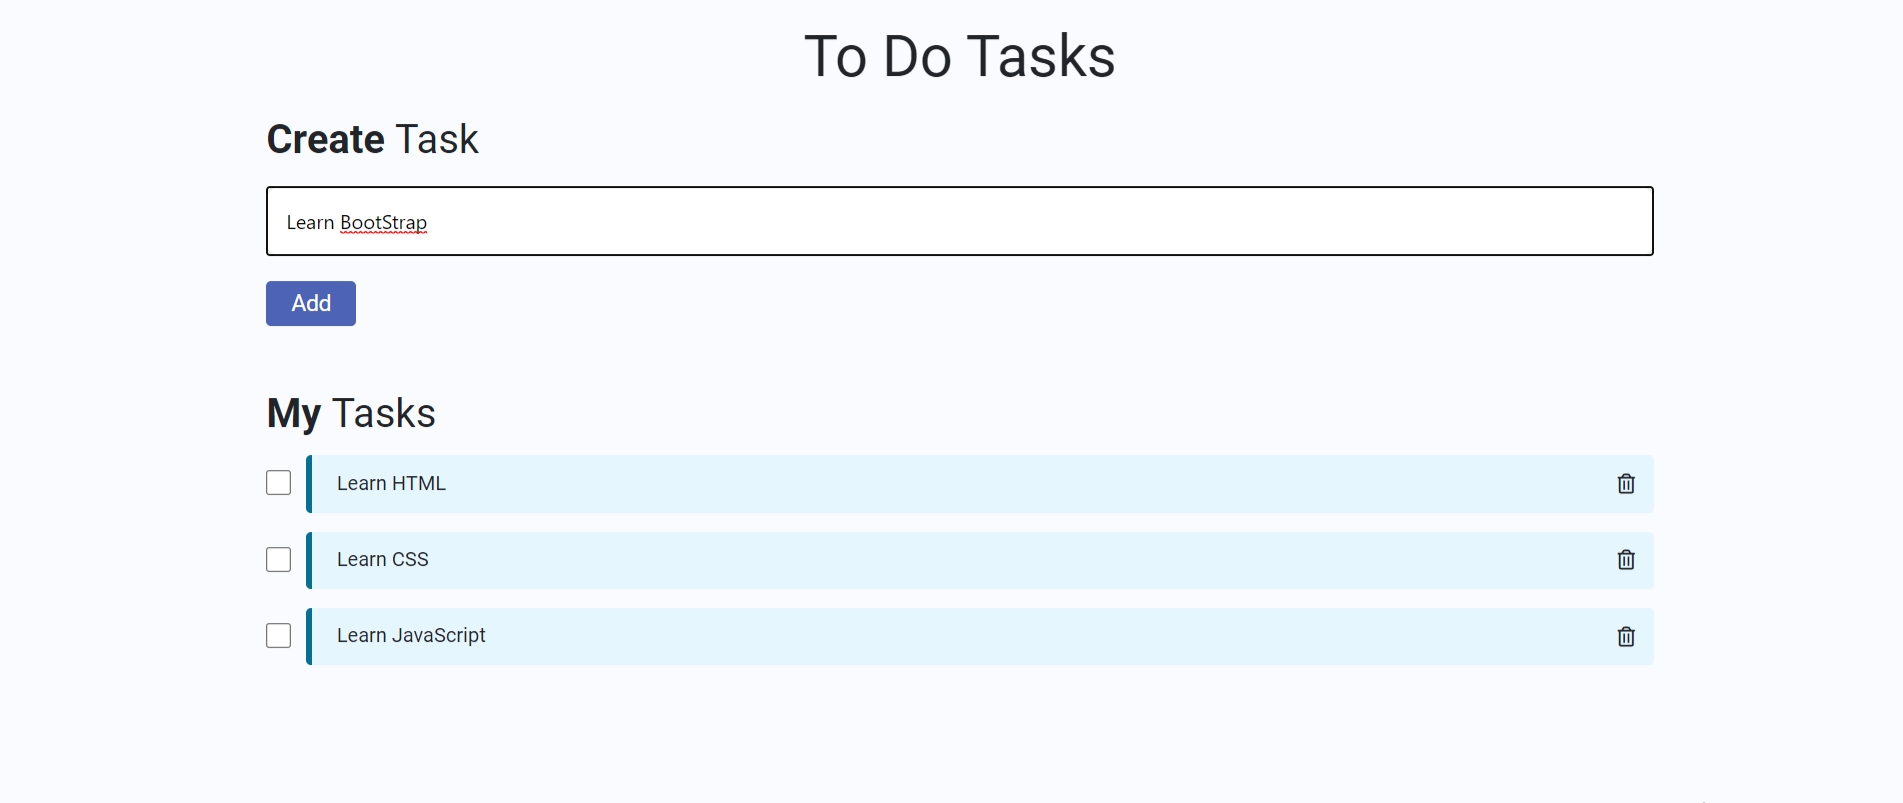 To Do Tasks
Create Task
Learn BootStrap
Add
My Tasks
Learn HTML
Learn CSS
Learn JavaScript